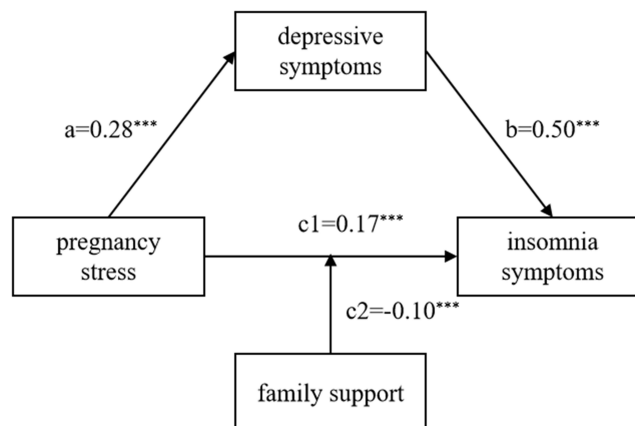 depressive
symptoms
a=0.28***
b=0.50***
pregnancy
stress
c1=0.17***
insomnia
symptoms
c2=-0.10***
family support